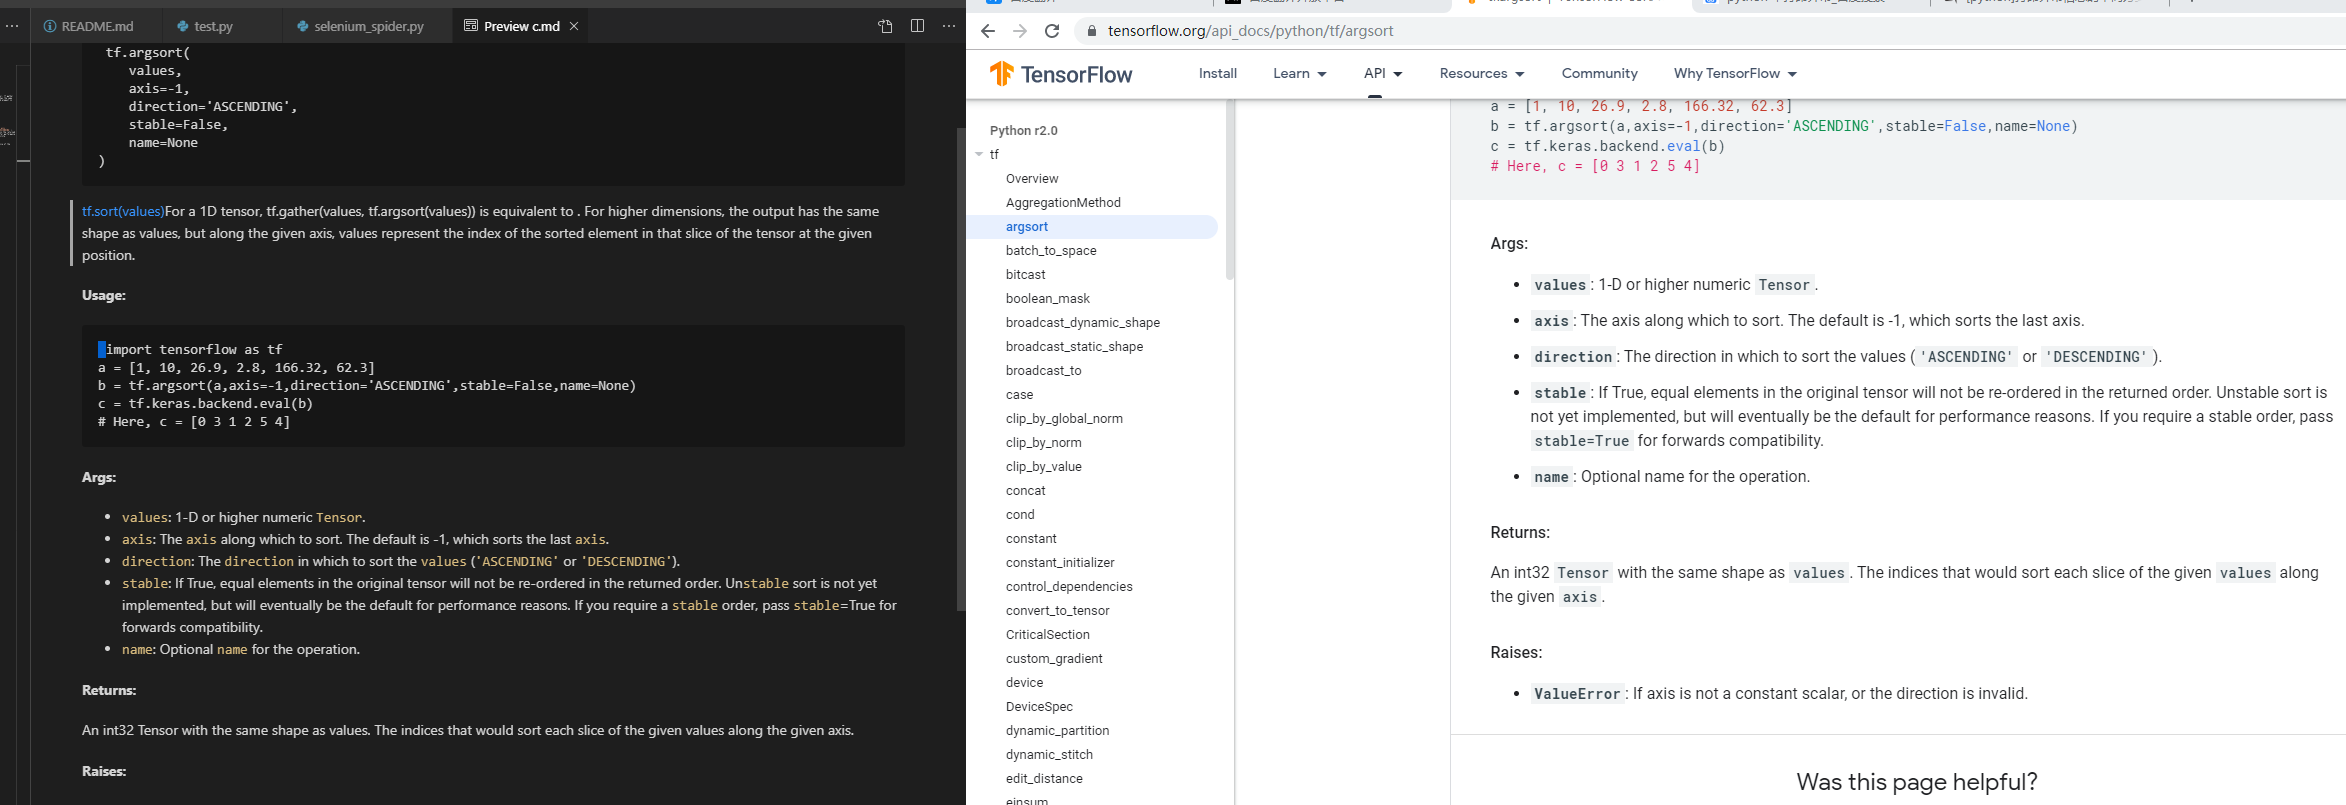 README.md
test.py
selenium_spider.py
Preview c.md
tf.argsort(
values,
axis=-1,
direction='ASCENDING',
stable=False,
name=None
)
tf.sort(values)For a 1D tensor, tf.gather(values, tf.argsort(values)) is equivalent to . For higher dimensions, the output has the same
shape as values, but along the given axis, values represent the index of the sorted element in that slice of the tensor at the given
position.
Usage:
import tensorflow as tf
a = [1, 10, 26.9, 2.8, 166.32, 62.3]
b = tf.argsort(a,axis=-1,direction='ASCENDING',stable=False,name=None)
c = tf.keras.backend.eval(b)
# Here, c = [0 3 1 2 5 4]
Args:
• values: 1-D or higher numeric Tensor.
• axis: The axis along which to sort. The default is -1, which sorts the last axis.
• direction: The direction in which to sort the values ('ASCENDING' or 'DESCENDING').
• stable: If True, equal elements in the original tensor will not be re-ordered in the returned order. Unstable sort is not yet
implemented, but will eventually be the default for performance reasons. If you require a stable order, pass stable=True for
forwards compatibility.
• name: Optional name for the operation.
Returns:
An int32 Tensor with the same shape as values. The indices that would sort each slice of the given values along the given axis.
Raises:
tensorflow.org/api_docs/python/tf/argsort
TensorFlow
Install
Learn
API
Resources
Community
Why TensorFlow
Python r2.0
tf
Overview
AggregationMethod
argsort
batch_to_space
bitcast
boolean_mask
broadcast_dynamic_shape
broadcast_static_shape
broadcast_to
case
clip_by_global_norm
clip_by_norm
clip_by_value
concat
cond
constant
constant_initializer
control_dependencies
convert_to_tensor
CriticalSection
custom_gradient
device
DeviceSpec
dynamic_partition
dynamic_stitch
edit_distance
einsum
a = [1, 10, 26.9, 2.8, 166.32, 62.3]
b = tf.argsort(a,axis=-1,direction='ASCENDING',stable=False,name=None)
c = tf.keras.backend.eval(b)
# Here, c = [0 3 1 2 5 4]
Args:
• values: 1-D or higher numeric Tensor.
• axis: The axis along which to sort. The default is -1, which sorts the last axis.
• direction: The direction in which to sort the values ('ASCENDING' or 'DESCENDING').
• stable: If True, equal elements in the original tensor will not be re-ordered in the returned order. Unstable sort is
not yet implemented, but will eventually be the default for performance reasons. If you require a stable order, pass
stable=True for forwards compatibility.
• name: Optional name for the operation.
Returns:
An int32 Tensor with the same shape as values. The indices that would sort each slice of the given values along
the given axis.
Raises:
• ValueError: If axis is not a constant scalar, or the direction is invalid.
Was this page helpful?